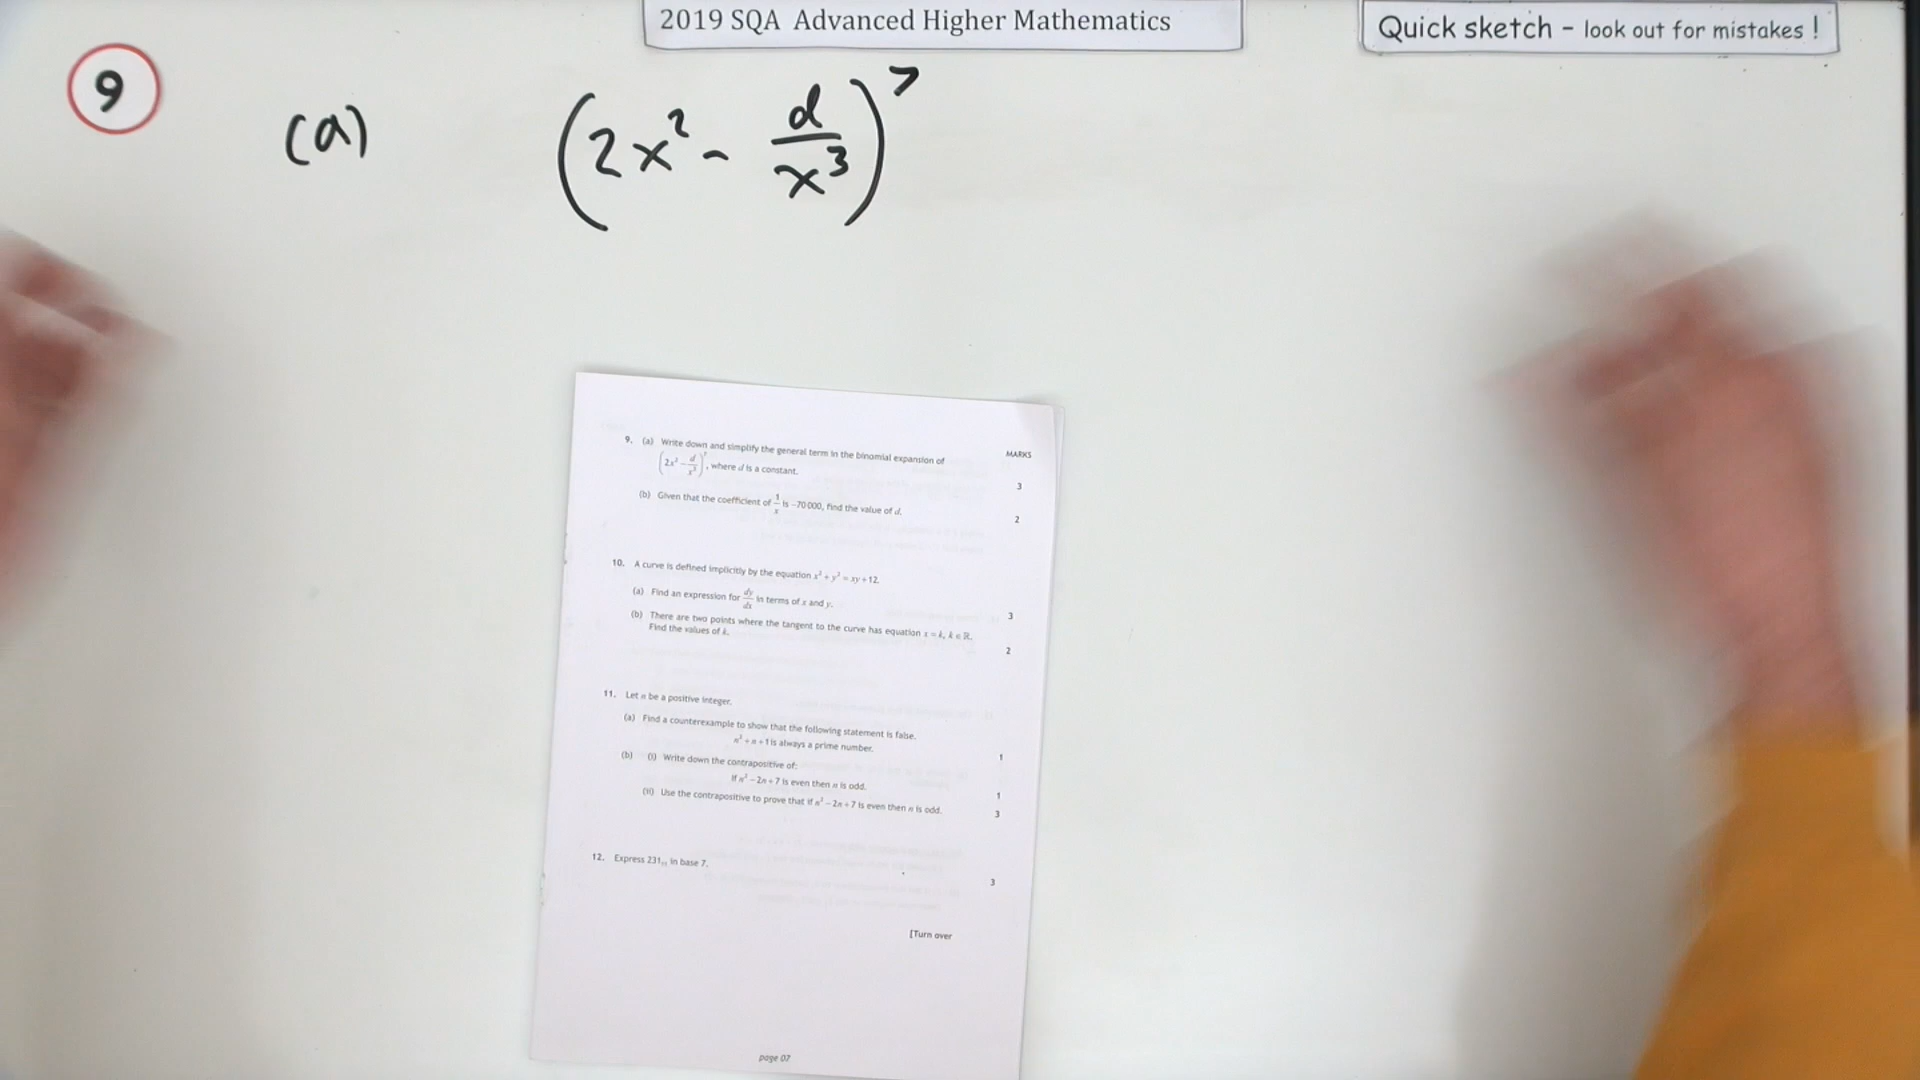 2019 SQA Advanced Higher Mathematics
Quick sketch – look out for mistakes !
9
(a) (2x² - d/x³)⁷
MARKS
9. (a) Write down and simplify the general term in the binomial expansion of
(2x² - d/x³)⁷, where d is a constant.
3
(b) Given that the coefficient of 1/x is -70 000, find the value of d.
2
10. A curve is defined implicitly by the equation x² + y² = xy + 12.
(a) Find an expression for dy/dx in terms of x and y.
3
(b) There are two points where the tangent to the curve has equation x = k, k ∈ ℝ.
Find the values of k.
2
11. Let n be a positive integer.
(a) Find a counterexample to show that the following statement is false.
n² + n + 1 is always a prime number.
1
(b) (i) Write down the contrapositive of:
If n² - 2n + 7 is even then n is odd.
1
(ii) Use the contrapositive to prove that if n² - 2n + 7 is even then n is odd.
3
12. Express 231₁₁ in base 7.
3
[Turn over
page 07